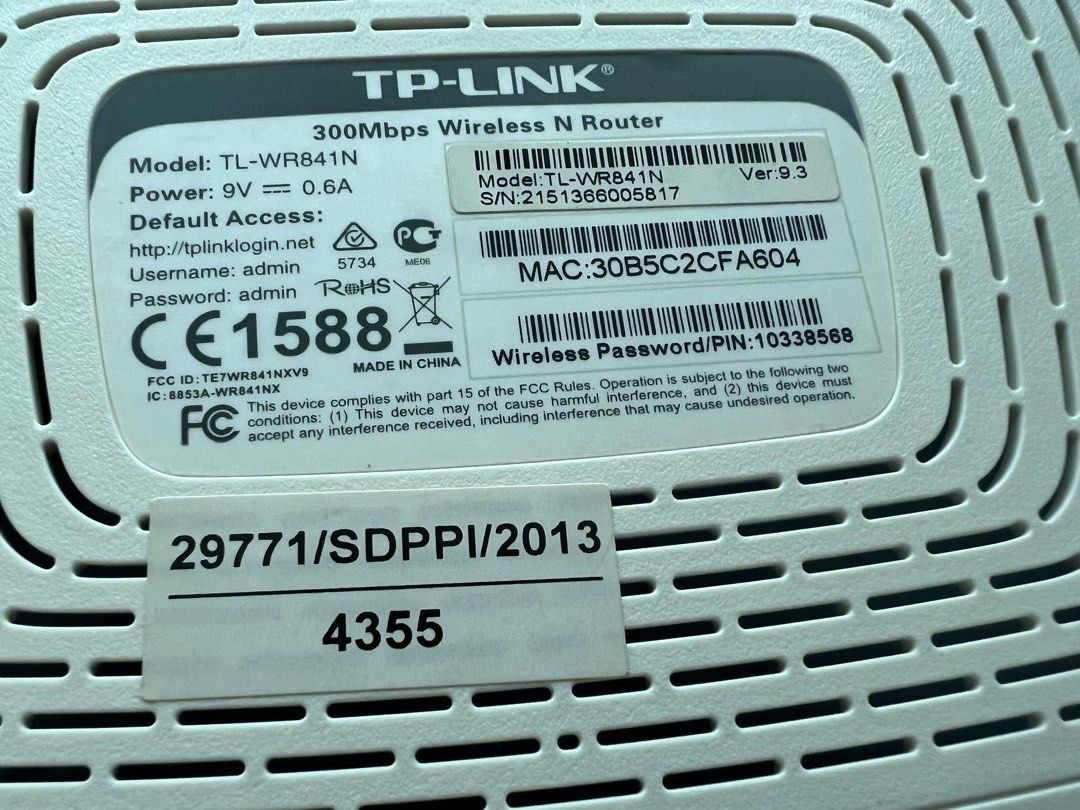 TP-LINK®
300Mbps Wireless N Router
Model: TL-WR841N
Power: 9V ⎓ 0.6A
Default Access:
http://tplinklogin.net
Username: admin
Password: admin
5734
ME06
RoHS
CE1588
MADE IN CHINA
FCC ID: TE7WR841NXV9
IC: 8853A-WR841NX
Model:TL-WR841N Ver:9.3
S/N:2151366005817
MAC:30B5C2CFA604
Wireless Password/PIN:10338568
FC This device complies with part 15 of the FCC Rules. Operation is subject to the following two
conditions: (1) This device may not cause harmful interference, and (2) this device must
accept any interference received, including interference that may cause undesired operation.
29771/SDPPI/2013
4355